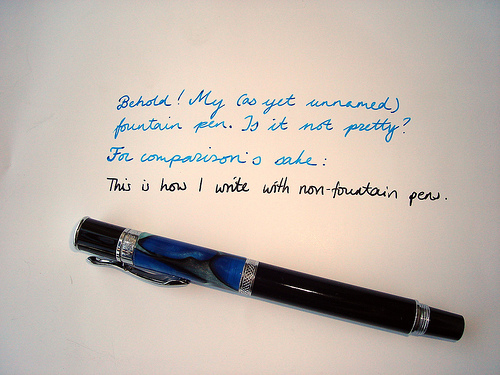 Behold! My (as yet unnamed)
fountain pen. Is it not pretty?
For comparison's sake:
This is how I write with non-fountain pens.